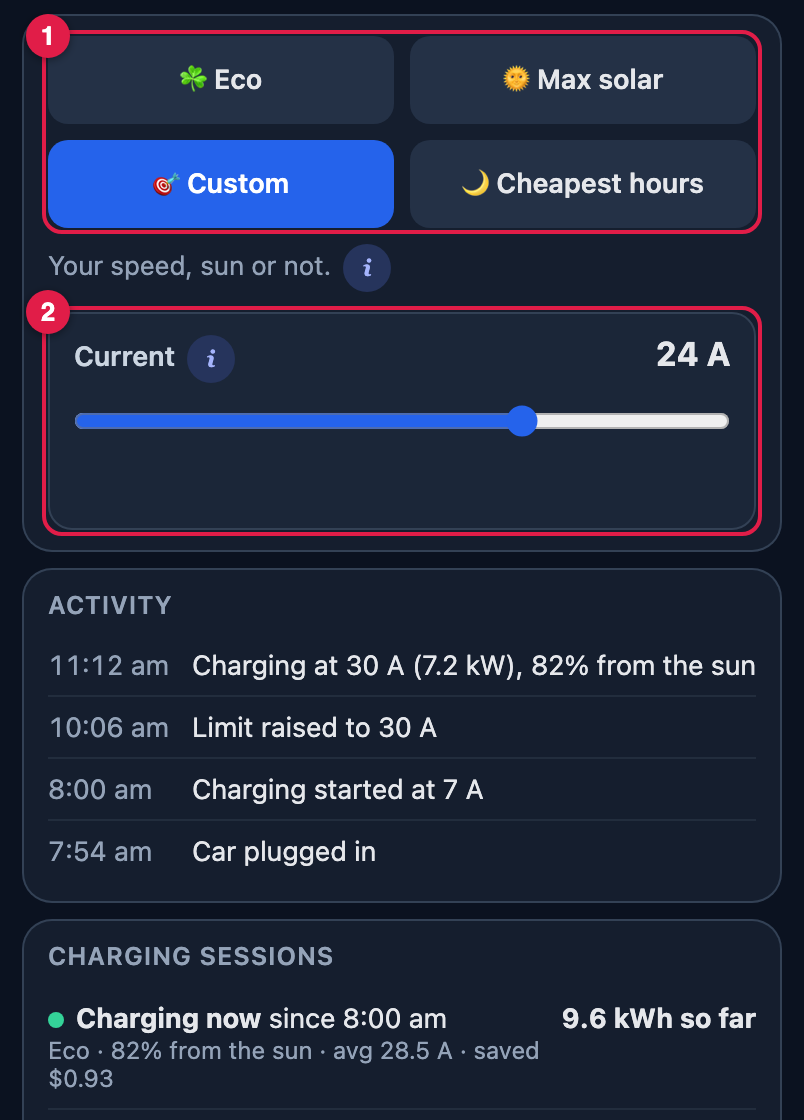 1
☘️ Eco
🌞 Max solar
🎯 Custom
🌙 Cheapest hours
Your speed, sun or not. i
2
Current i
24 A
ACTIVITY
11:12 am Charging at 30 A (7.2 kW), 82% from the sun
10:06 am Limit raised to 30 A
8:00 am Charging started at 7 A
7:54 am Car plugged in
CHARGING SESSIONS
Charging now since 8:00 am 9.6 kWh so far
Eco · 82% from the sun · avg 28.5 A · saved
$0.93